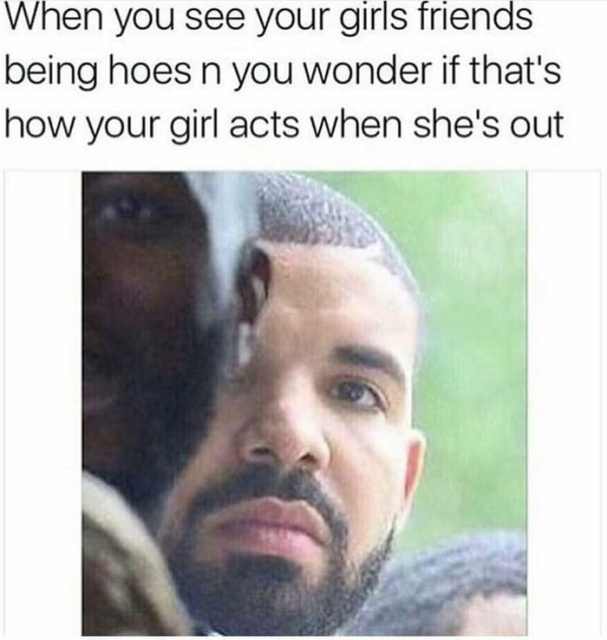 When you see your girls friends
being hoes n you wonder if that's
how your girl acts when she's out